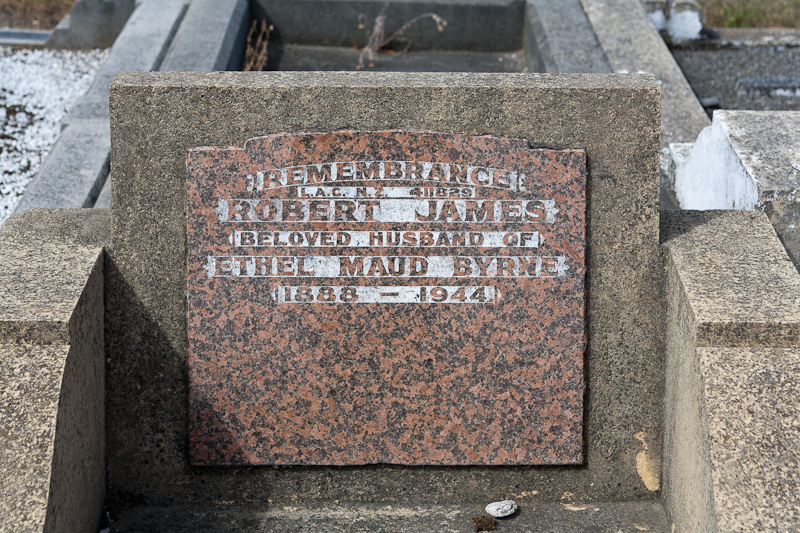 REMEMBRANCE
L.A.C. N.Z. 411829
ROBERT JAMES
BELOVED HUSBAND OF
ETHEL MAUD BYRNE
1888 — 1944